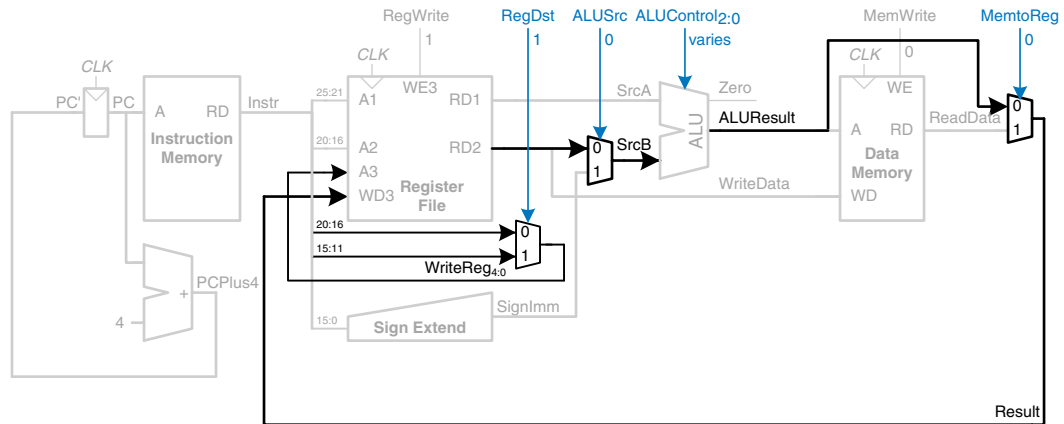 RegWrite
1
RegDst
1
ALUSrc
0
ALUControl2:0
varies
MemWrite
0
MemtoReg
0
CLK
PC'
PC
A
RD
Instruction
Memory
Instr
25:21
20:16
CLK
A1
A2
A3
WD3
WE3
RD1
RD2
Register
File
20:16
15:11
0
1
WriteReg4:0
15:0
Sign Extend
SignImm
SrcA
0
1
SrcB
ALU
Zero
ALUResult
WriteData
CLK
A
RD
WE
Data
Memory
WD
ReadData
0
1
4
+
PCPlus4
Result